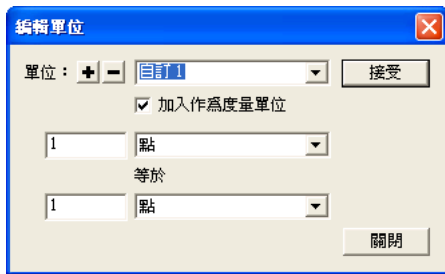 編輯單位
單位： + - 自訂 1 接受
加入作為度量單位
1 點
等於
1 點
關閉